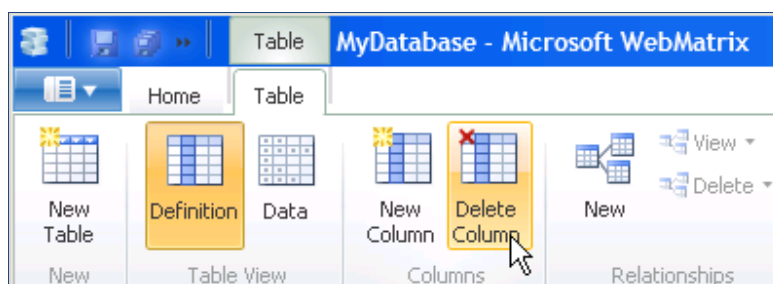 Table MyDatabase - Microsoft WebMatrix
Home Table
New Table
Definition
Data
New Column
Delete Column
New
View
Delete
New
Table View
Columns
Relationships